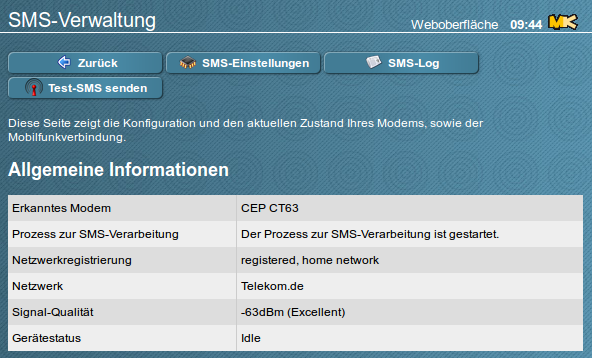 SMS-Verwaltung
Weboberfläche 09:44 MK
Zurück SMS-Einstellungen SMS-Log
Test-SMS senden
Diese Seite zeigt die Konfiguration und den aktuellen Zustand Ihres Modems, sowie der
Mobilfunkverbindung.
Allgemeine Informationen
Erkanntes Modem CEP CT63
Prozess zur SMS-Verarbeitung Der Prozess zur SMS-Verarbeitung ist gestartet.
Netzwerkregistrierung registered, home network
Netzwerk Telekom.de
Signal-Qualität -63dBm (Excellent)
Gerätestatus Idle